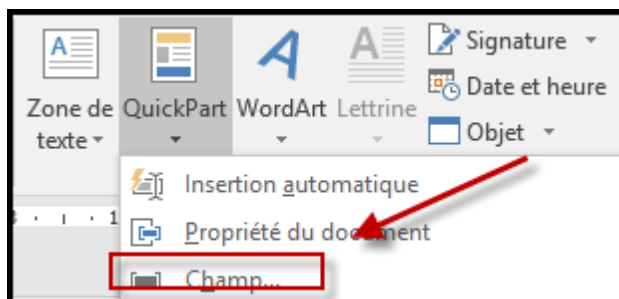 Zone de texte
QuickPart
WordArt
Lettrine
Signature
Date et heure
Objet
Insertion automatique
Propriété du document
Champ...